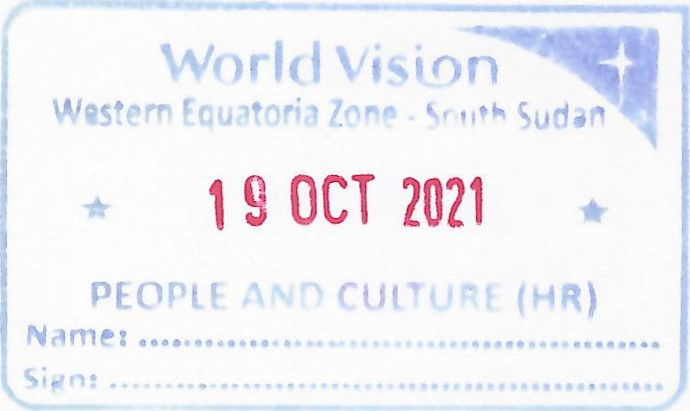 World Vision
Western Equatoria Zone - South Sudan
19 OCT 2021
PEOPLE AND CULTURE (HR)
Name: ................................................
Sign: ...................................................